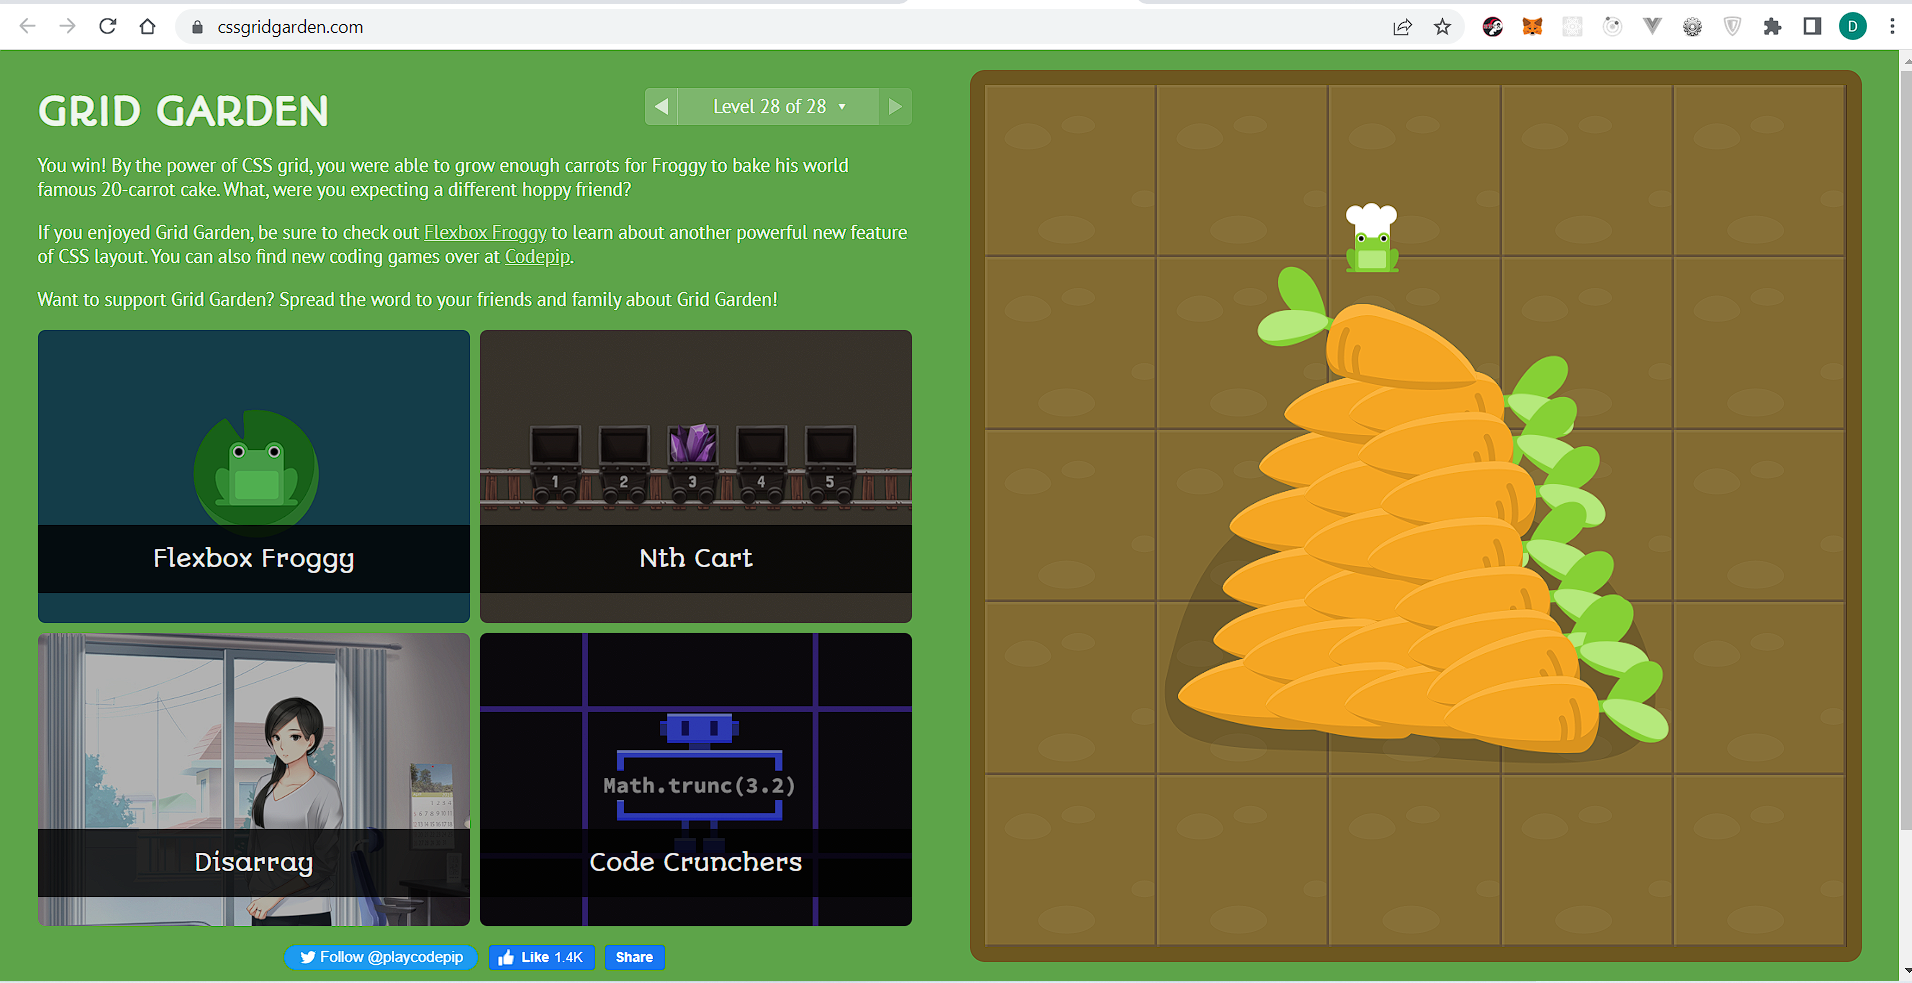 cssgridgarden.com
D
GRID GARDEN
Level 28 of 28
You win! By the power of CSS grid, you were able to grow enough carrots for Froggy to bake his world
famous 20-carrot cake. What, were you expecting a different hoppy friend?
If you enjoyed Grid Garden, be sure to check out Flexbox Froggy to learn about another powerful new feature
of CSS layout. You can also find new coding games over at Codepip.
Want to support Grid Garden? Spread the word to your friends and family about Grid Garden!
Flexbox Froggy
1 2 3 4 5
Nth Cart
Disarray
Math.trunc(3.2)
Code Crunchers
Follow @playcodepip
Like 1.4K
Share